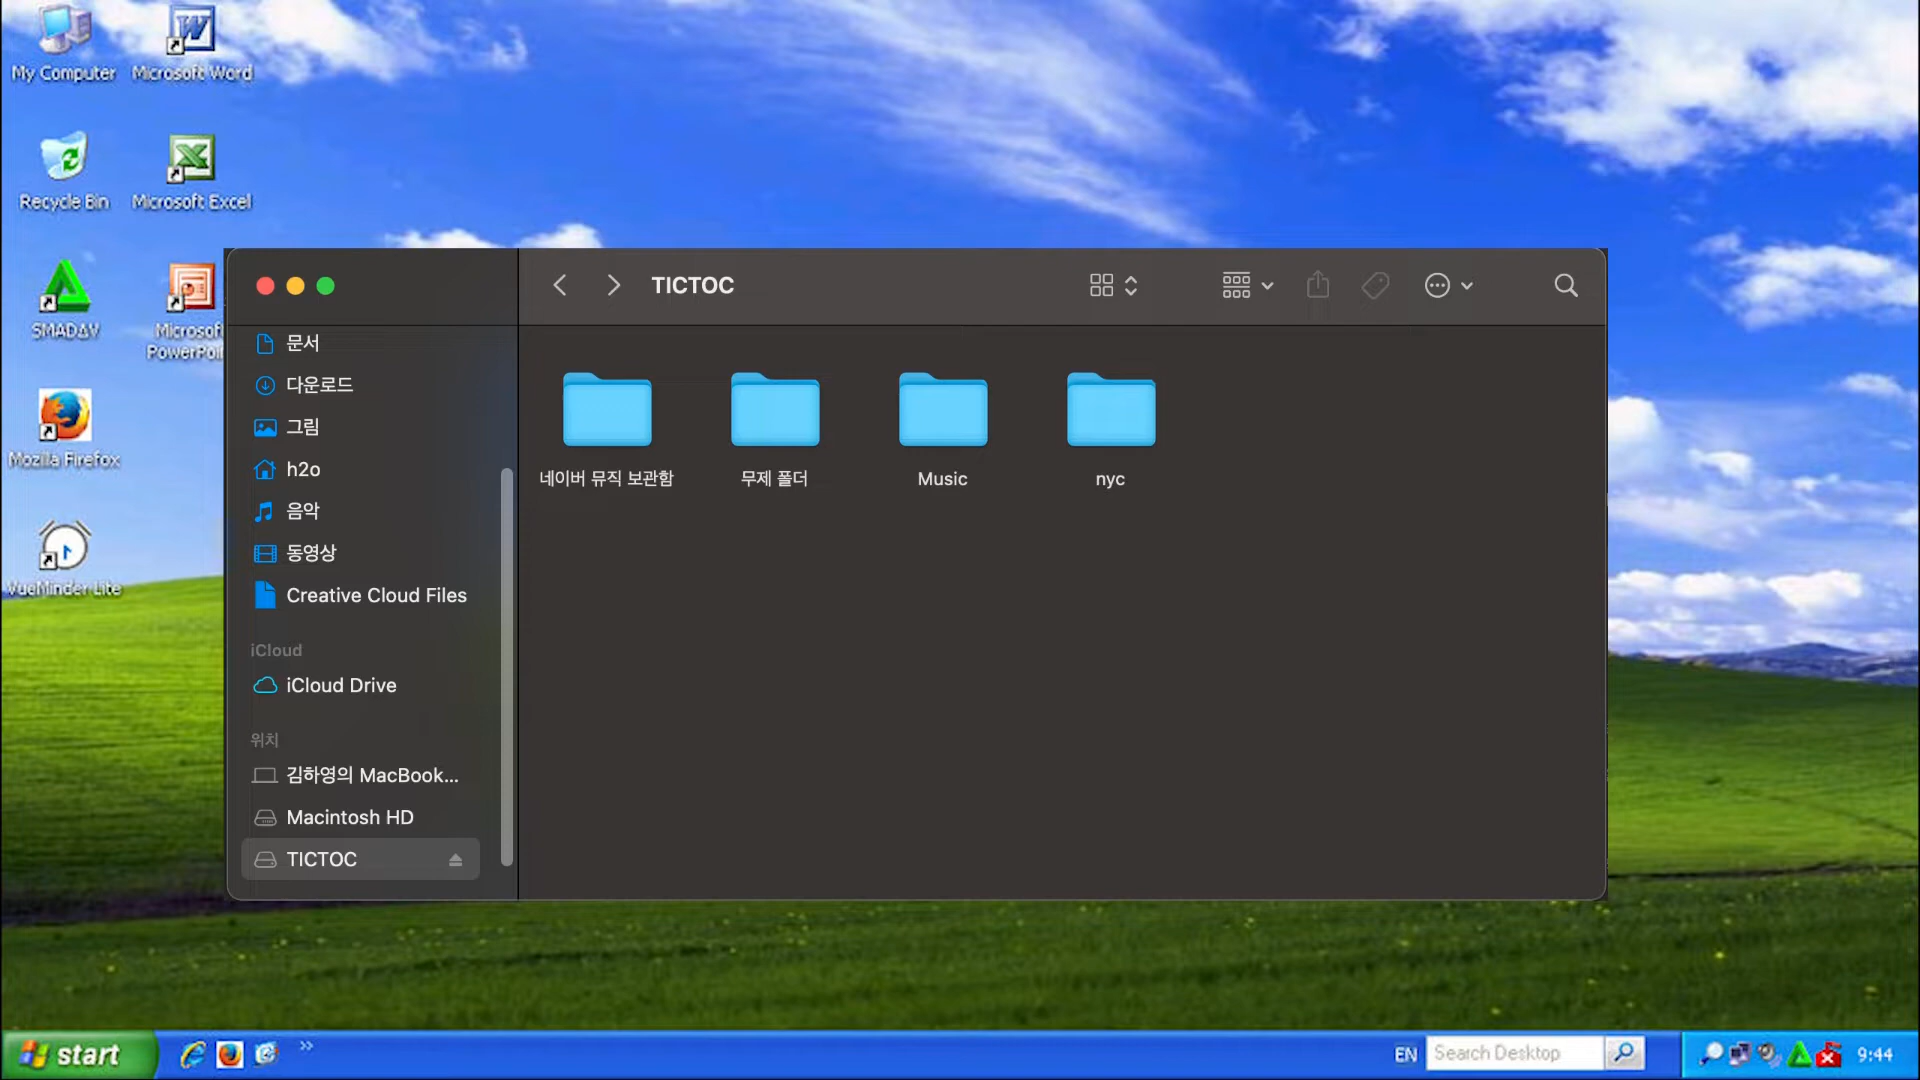 My Computer
Microsoft Word
Recycle Bin
Microsoft Excel
SMADΔV
Microsoft
PowerPoin
Mozilla Firefox
VueMinder Lite
TICTOC
문서
다운로드
그림
h2o
음악
동영상
Creative Cloud Files
iCloud
iCloud Drive
위치
김하영의 MacBook...
Macintosh HD
TICTOC
네이버 뮤직 보관함
무제 폴더
Music
nyc
start
EN
Search Desktop
9:44